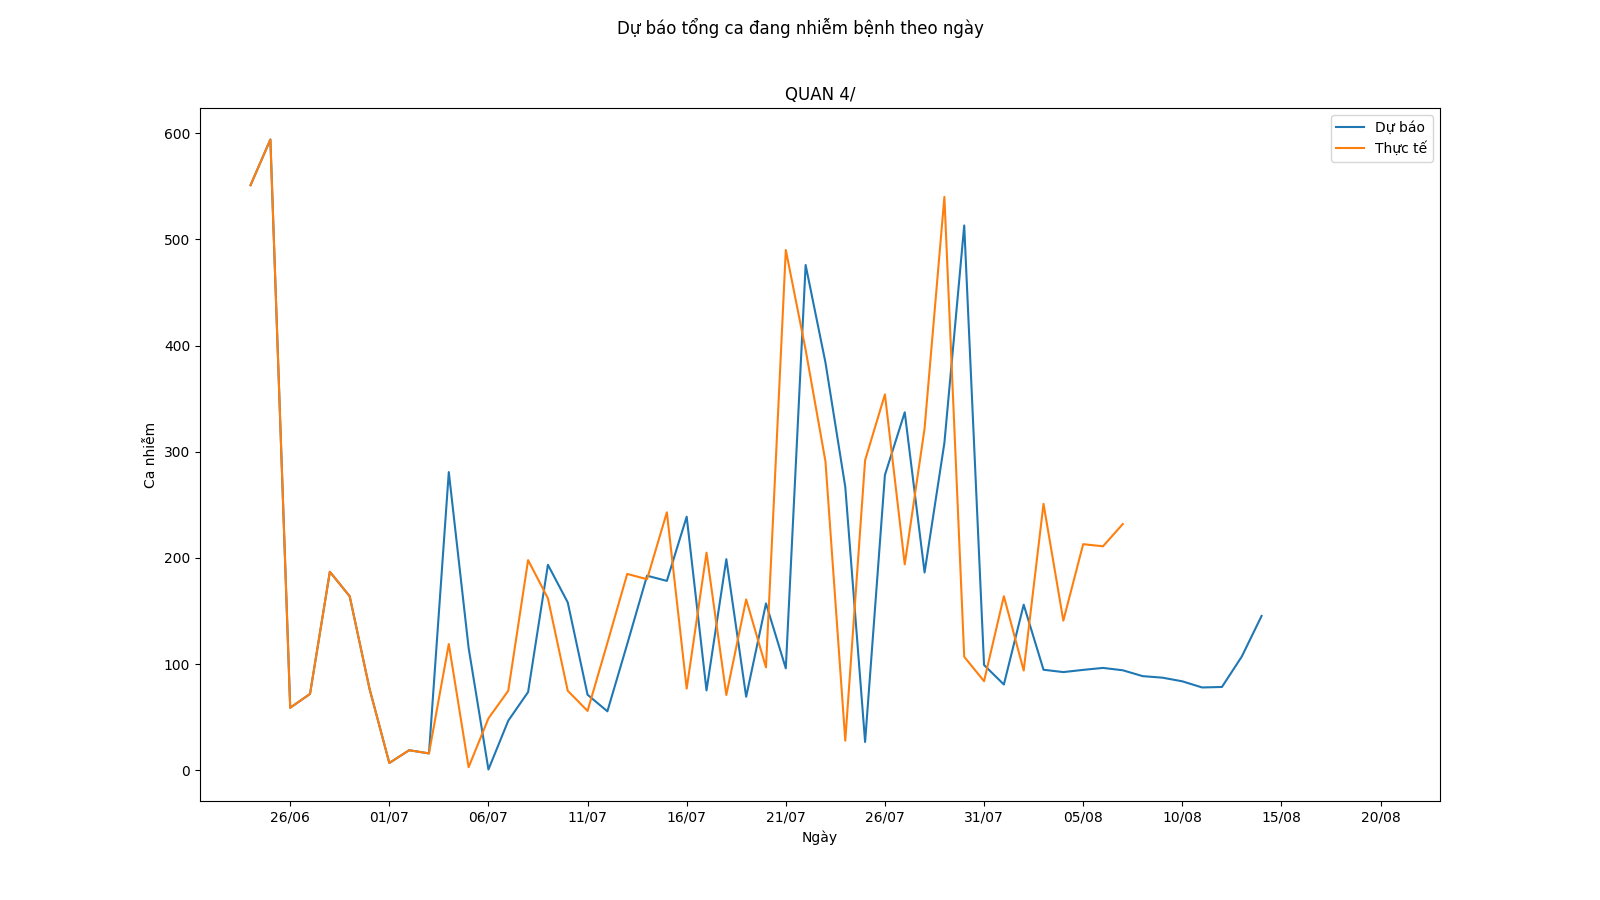 Dự báo tổng ca đang nhiễm bệnh theo ngày
QUAN 4/
Dự báo
Thực tế
600
500
400
300
200
100
0
Ca nhiễm
26/06 01/07 06/07 11/07 16/07 21/07 26/07 31/07 05/08 10/08 15/08 20/08
Ngày